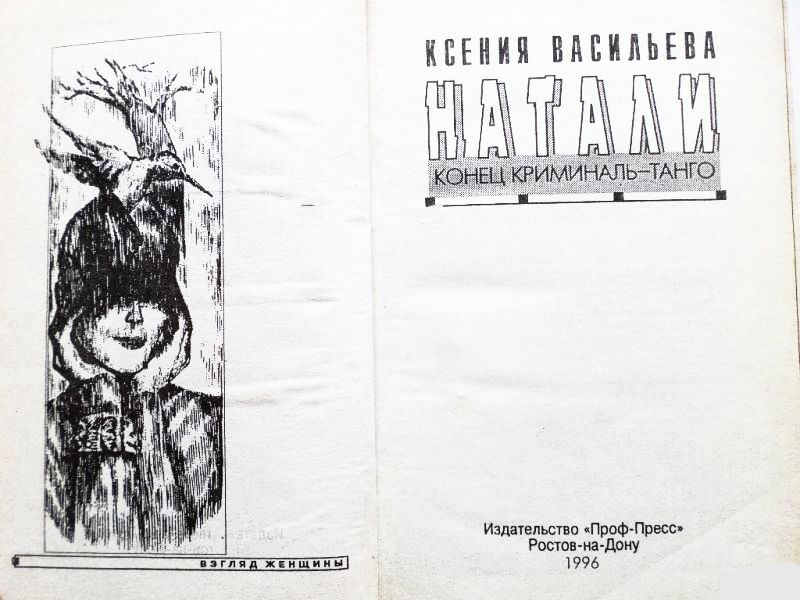 ВЗГЛЯД ЖЕНЩИНЫ
КСЕНИЯ ВАСИЛЬЕВА
НАТАЛИ
КОНЕЦ КРИМИНАЛЬ–ТАНГО
Издательство «Проф-Пресс»
Ростов-на-Дону
1996